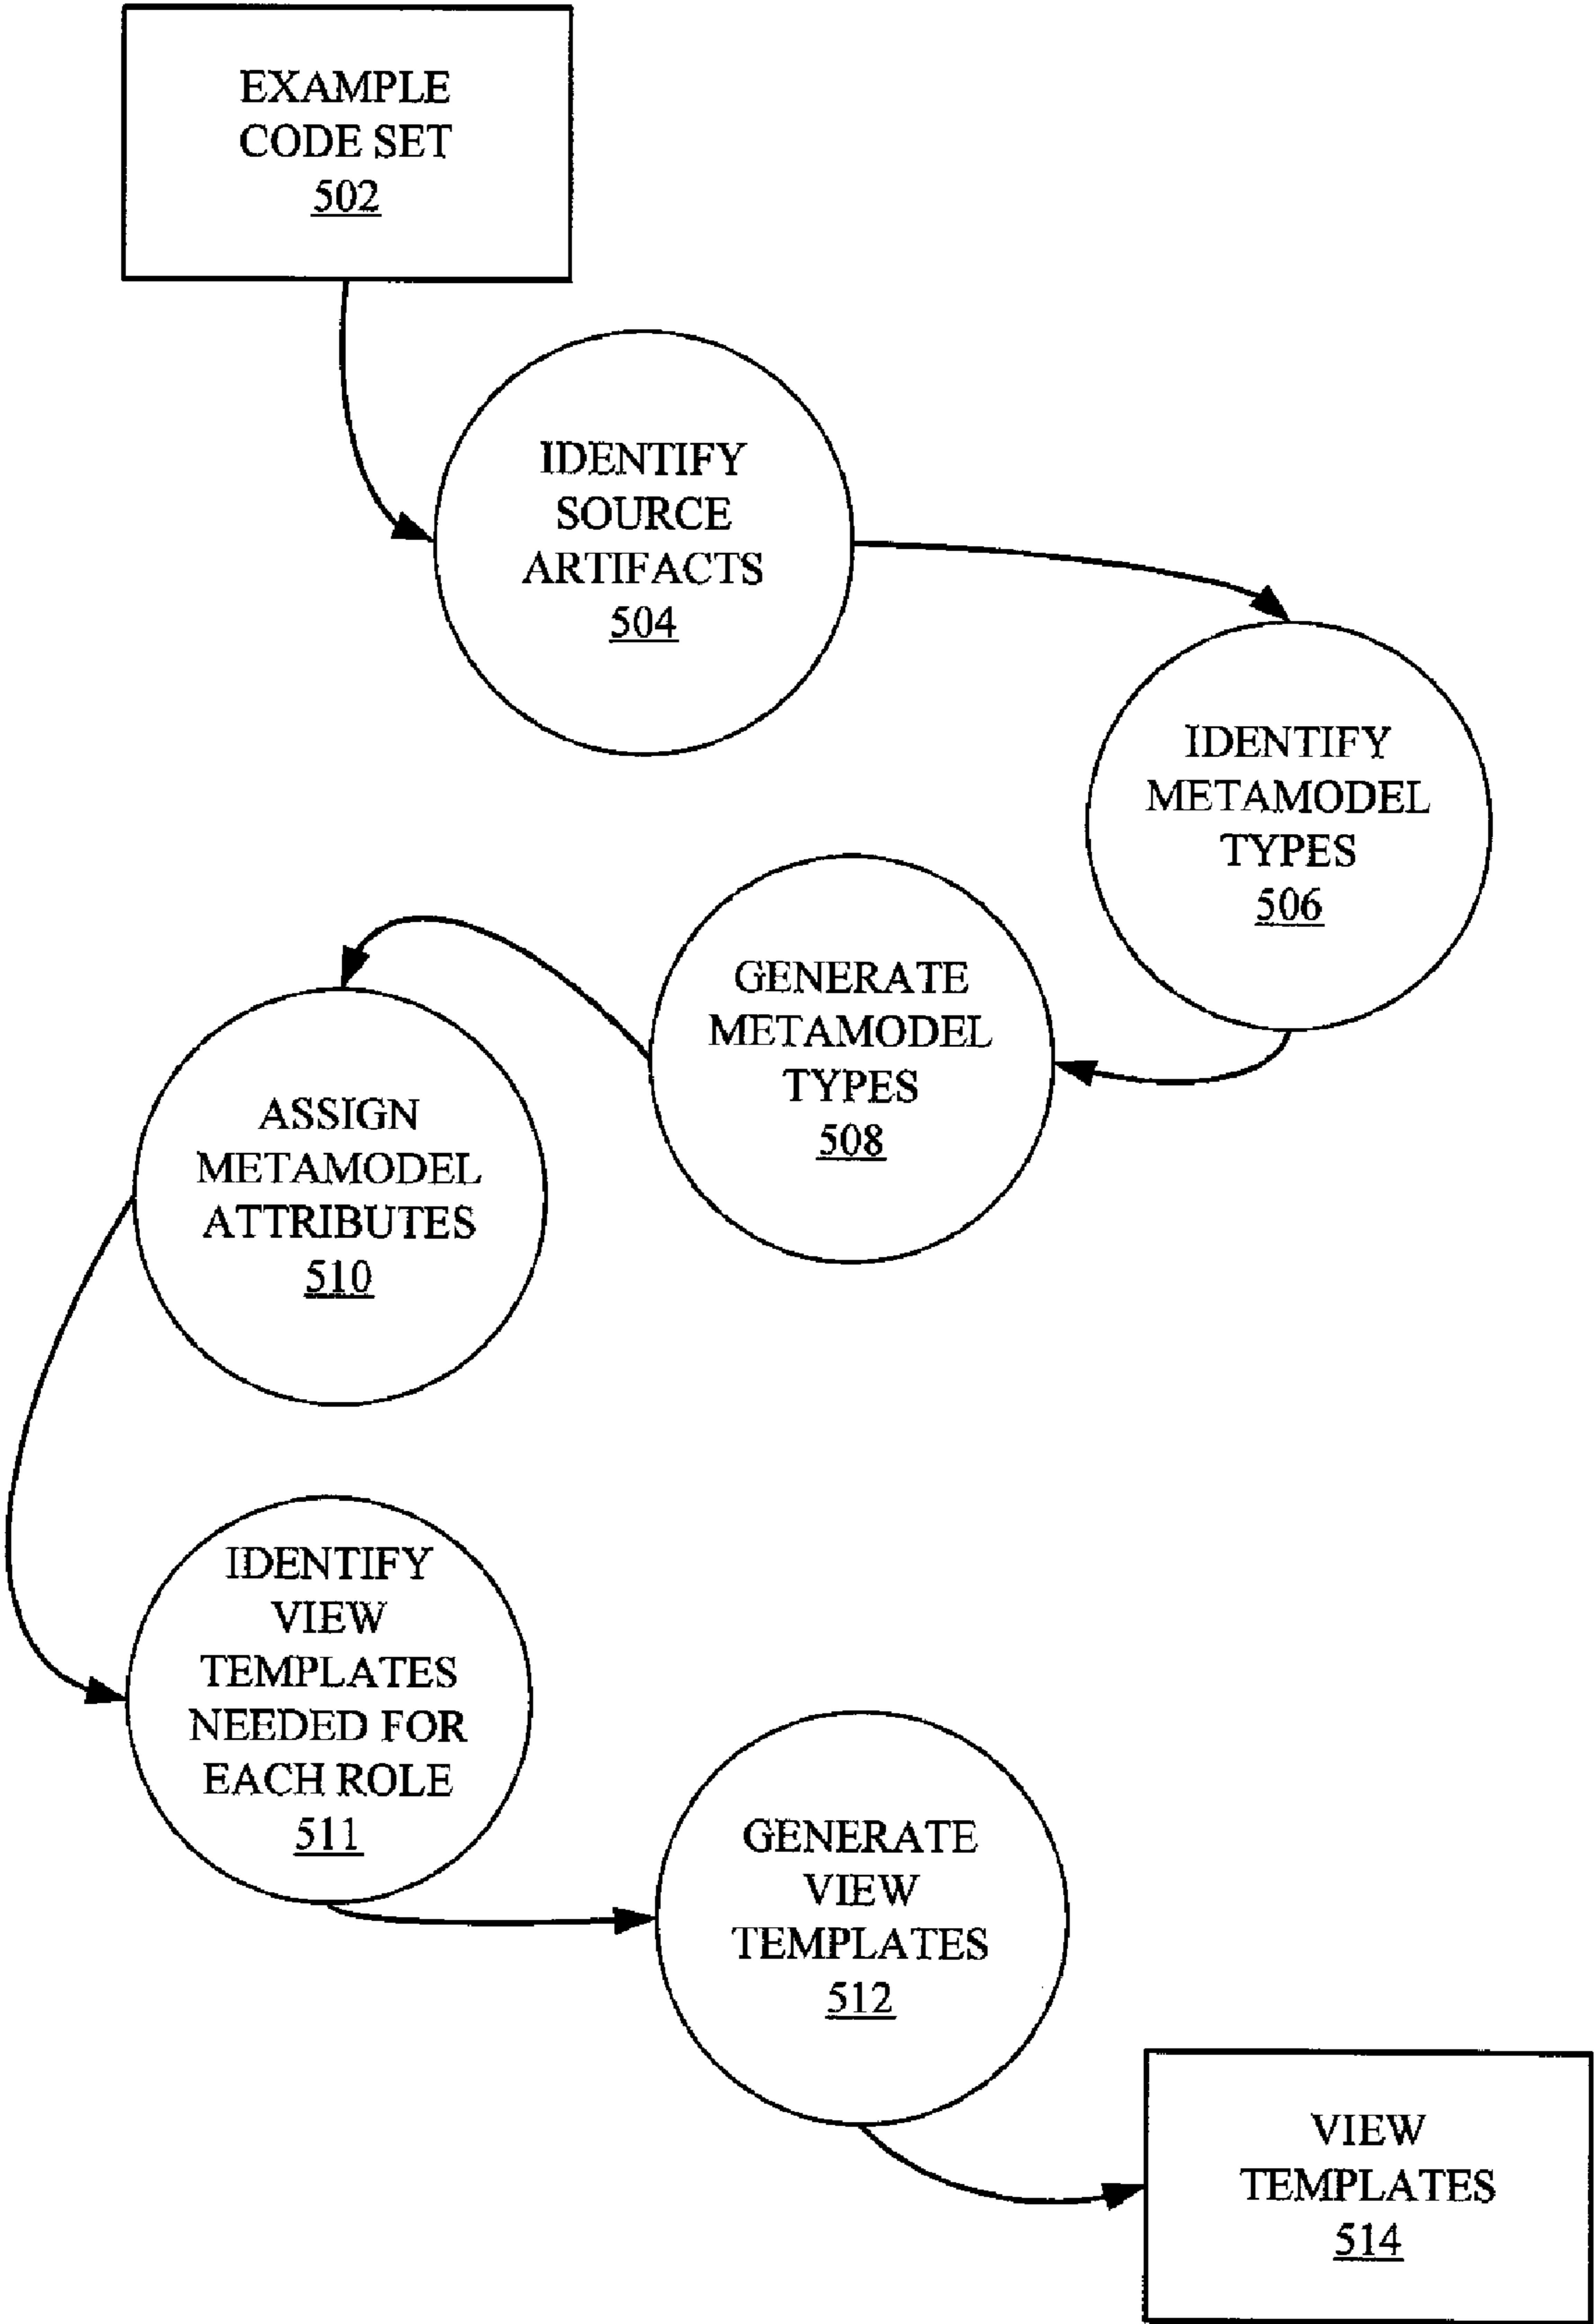 EXAMPLE
CODE SET
502
IDENTIFY
SOURCE
ARTIFACTS
504
IDENTIFY
METAMODEL
TYPES
506
GENERATE
METAMODEL
TYPES
508
ASSIGN
METAMODEL
ATTRIBUTES
510
IDENTIFY
VIEW
TEMPLATES
NEEDED FOR
EACH ROLE
511
GENERATE
VIEW
TEMPLATES
512
VIEW
TEMPLATES
514